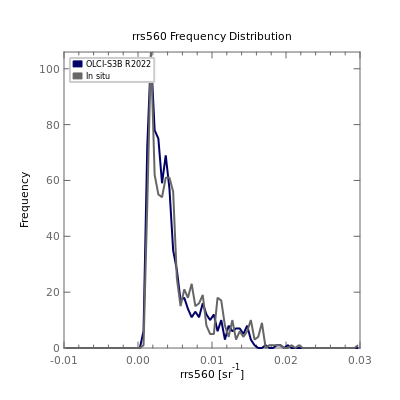 rrs560 Frequency Distribution
OLCI-S3B R2022
In situ
100
80
60
40
20
0
Frequency
-0.01 0.00 0.01 0.02 0.03
rrs560 [sr-1]